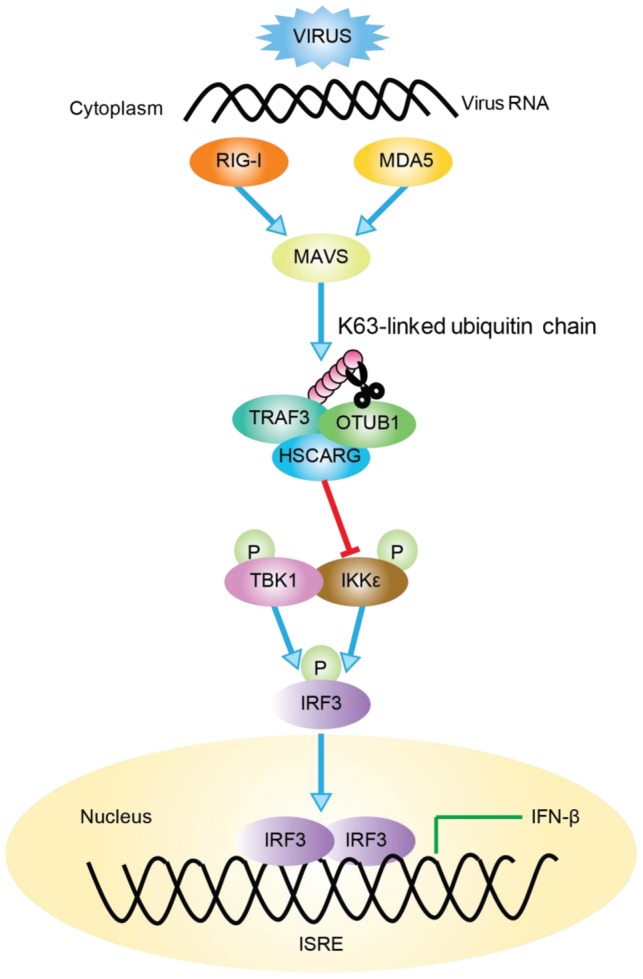 VIRUS
Cytoplasm
Virus RNA
RIG-I
MDA5
MAVS
K63-linked ubiquitin chain
TRAF3
OTUB1
HSCARG
P
P
TBK1
IKKε
P
IRF3
Nucleus
IFN-β
IRF3
IRF3
ISRE